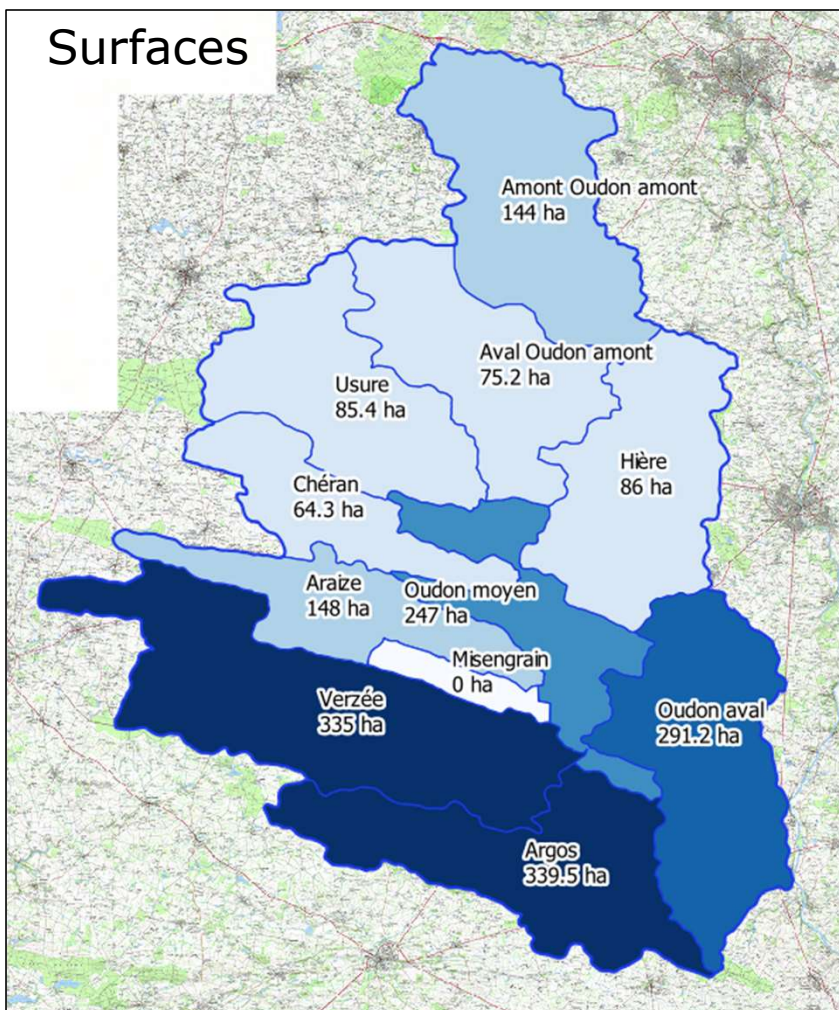 Surfaces
Amont Oudon amont
144 ha
Aval Oudon amont
75.2 ha
Usure
85.4 ha
Hière
86 ha
Chéran
64.3 ha
Araize
148 ha
Oudon moyen
247 ha
Misengrain
0 ha
Verzée
335 ha
Oudon aval
291.2 ha
Argos
339.5 ha